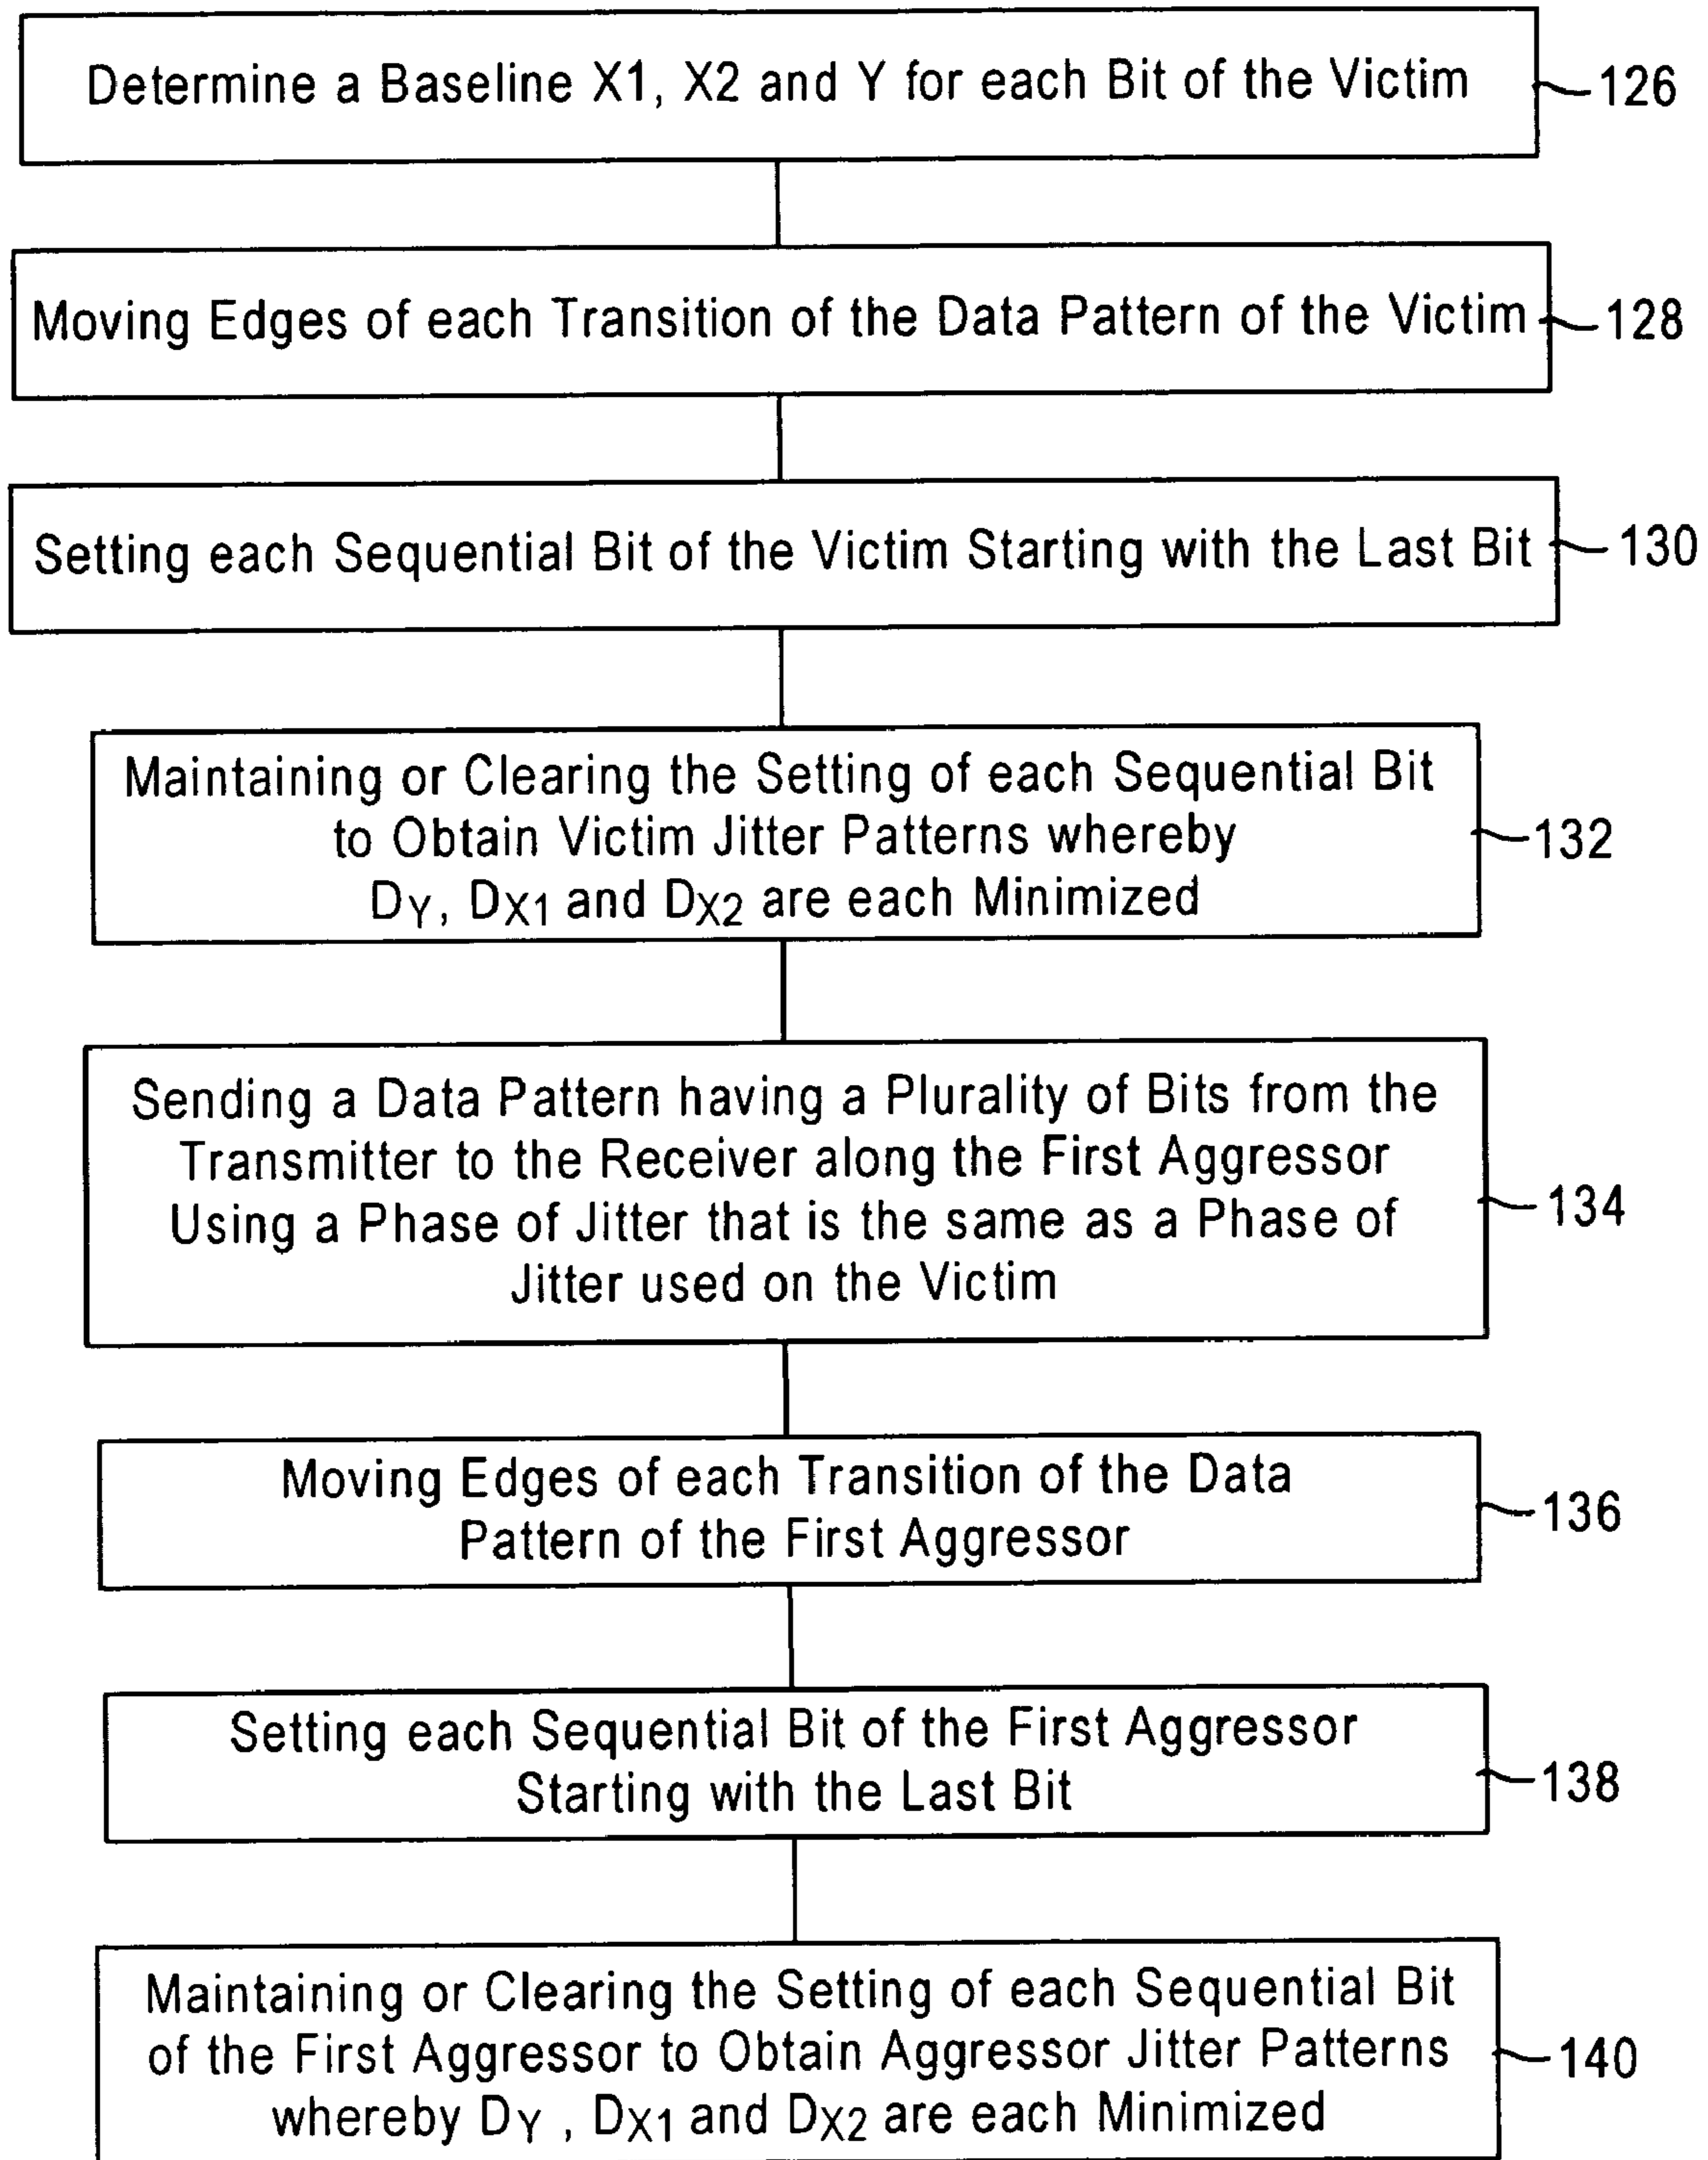 Determine a Baseline X1, X2 and Y for each Bit of the Victim
126
Moving Edges of each Transition of the Data Pattern of the Victim
128
Setting each Sequential Bit of the Victim Starting with the Last Bit
130
Maintaining or Clearing the Setting of each Sequential Bit
to Obtain Victim Jitter Patterns whereby
DY, DX1 and DX2 are each Minimized
132
Sending a Data Pattern having a Plurality of Bits from the
Transmitter to the Receiver along the First Aggressor
Using a Phase of Jitter that is the same as a Phase of
Jitter used on the Victim
134
Moving Edges of each Transition of the Data
Pattern of the First Aggressor
136
Setting each Sequential Bit of the First Aggressor
Starting with the Last Bit
138
Maintaining or Clearing the Setting of each Sequential Bit
of the First Aggressor to Obtain Aggressor Jitter Patterns
whereby DY , DX1 and DX2 are each Minimized
140